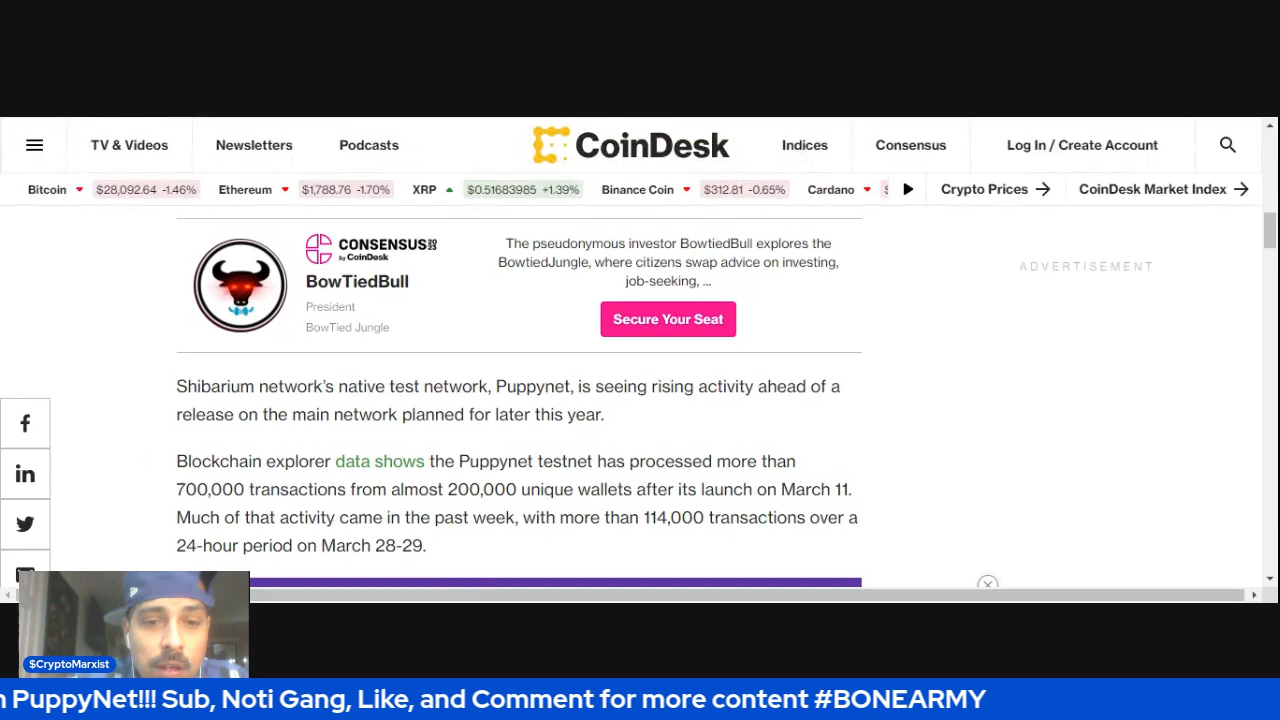 TV & Videos
Newsletters
Podcasts
CoinDesk
Indices
Consensus
Log In / Create Account
Bitcoin $28,092.64 -1.46% Ethereum $1,788.76 -1.70% XRP $0.51683985 +1.39% Binance Coin $312.81 -0.65% Cardano
Crypto Prices
CoinDesk Market Index
CONSENSUS
by CoinDesk
BowTiedBull
President
BowTied Jungle
The pseudonymous investor BowtiedBull explores the
BowtiedJungle, where citizens swap advice on investing,
job-seeking, ...
Secure Your Seat
ADVERTISEMENT
Shibarium network’s native test network, Puppynet, is seeing rising activity ahead of a
release on the main network planned for later this year.
Blockchain explorer data shows the Puppynet testnet has processed more than
700,000 transactions from almost 200,000 unique wallets after its launch on March 11.
Much of that activity came in the past week, with more than 114,000 transactions over a
24-hour period on March 28-29.
$CryptoMarxist
PuppyNet!!! Sub, Noti Gang, Like, and Comment for more content #BONEARMY